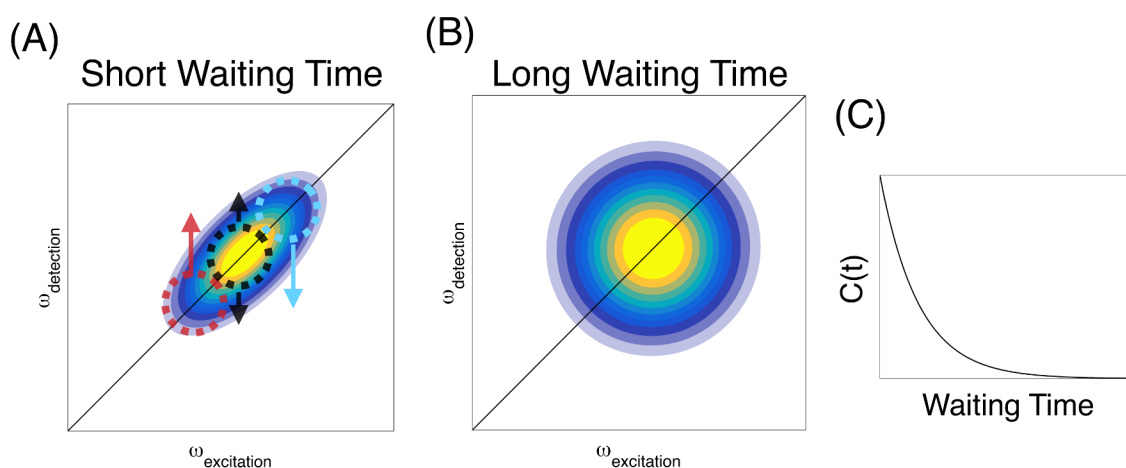 (A)
Short Waiting Time
ωdetection
ωexcitation
(B)
Long Waiting Time
ωdetection
ωexcitation
(C)
C(t)
Waiting Time